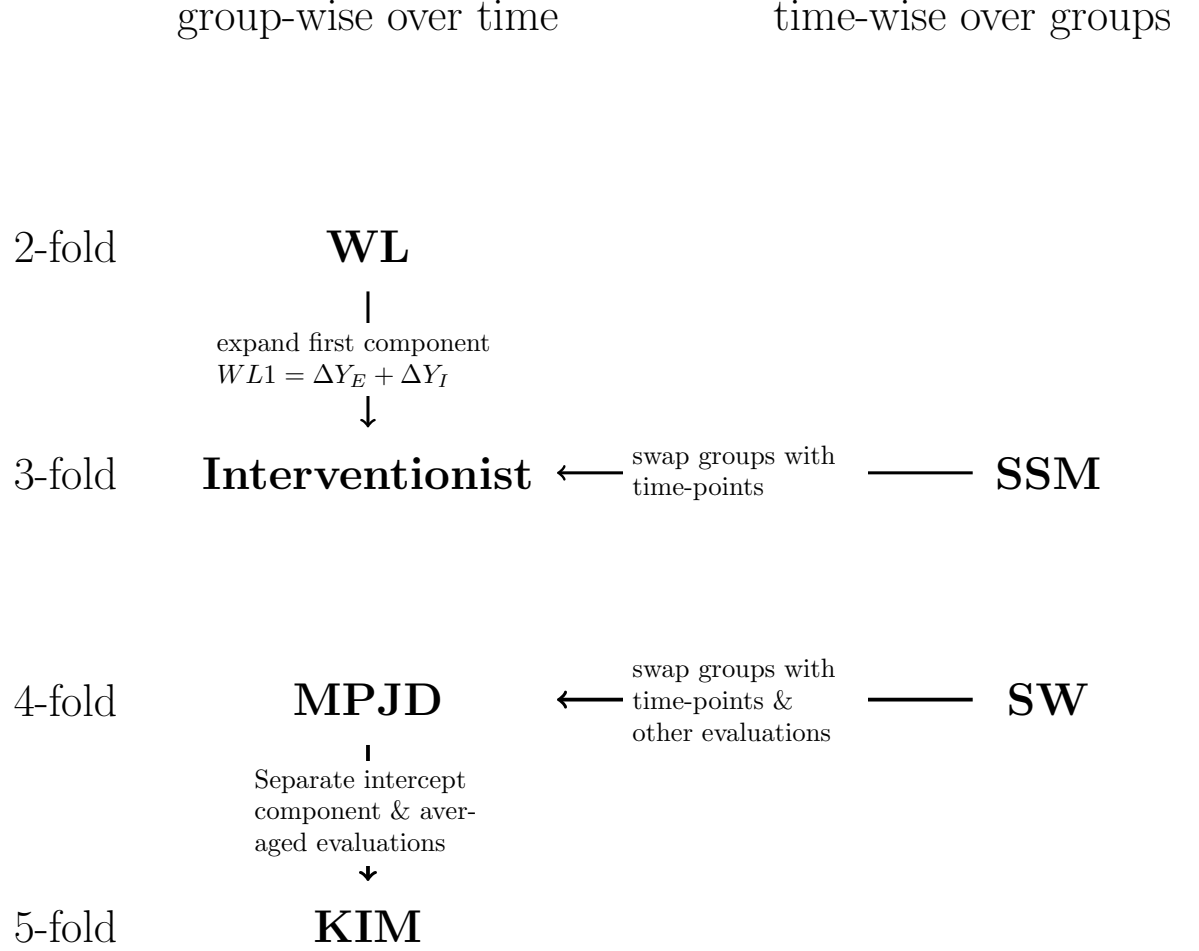 group-wise over time
time-wise over groups
2-fold
WL
expand first component
WL1 = ΔY_E + ΔY_I
3-fold
Interventionist
swap groups with
time-points
SSM
4-fold
MPJD
swap groups with
time-points &
other evaluations
SW
Separate intercept
component & aver-
aged evaluations
5-fold
KIM